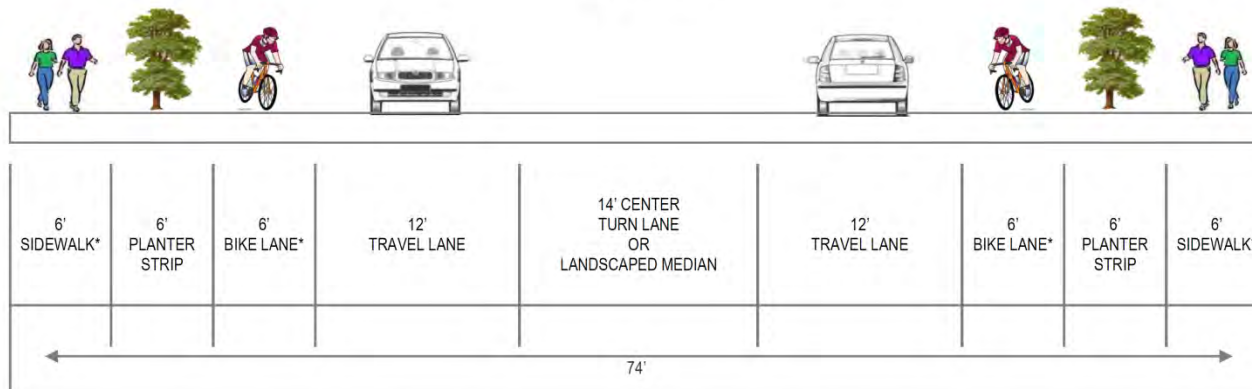 6’
SIDEWALK*
6’
PLANTER
STRIP
6’
BIKE LANE*
12’
TRAVEL LANE
14’ CENTER
TURN LANE
OR
LANDSCAPED MEDIAN
12’
TRAVEL LANE
6’
BIKE LANE*
6’
PLANTER
STRIP
6’
SIDEWALK*
74’